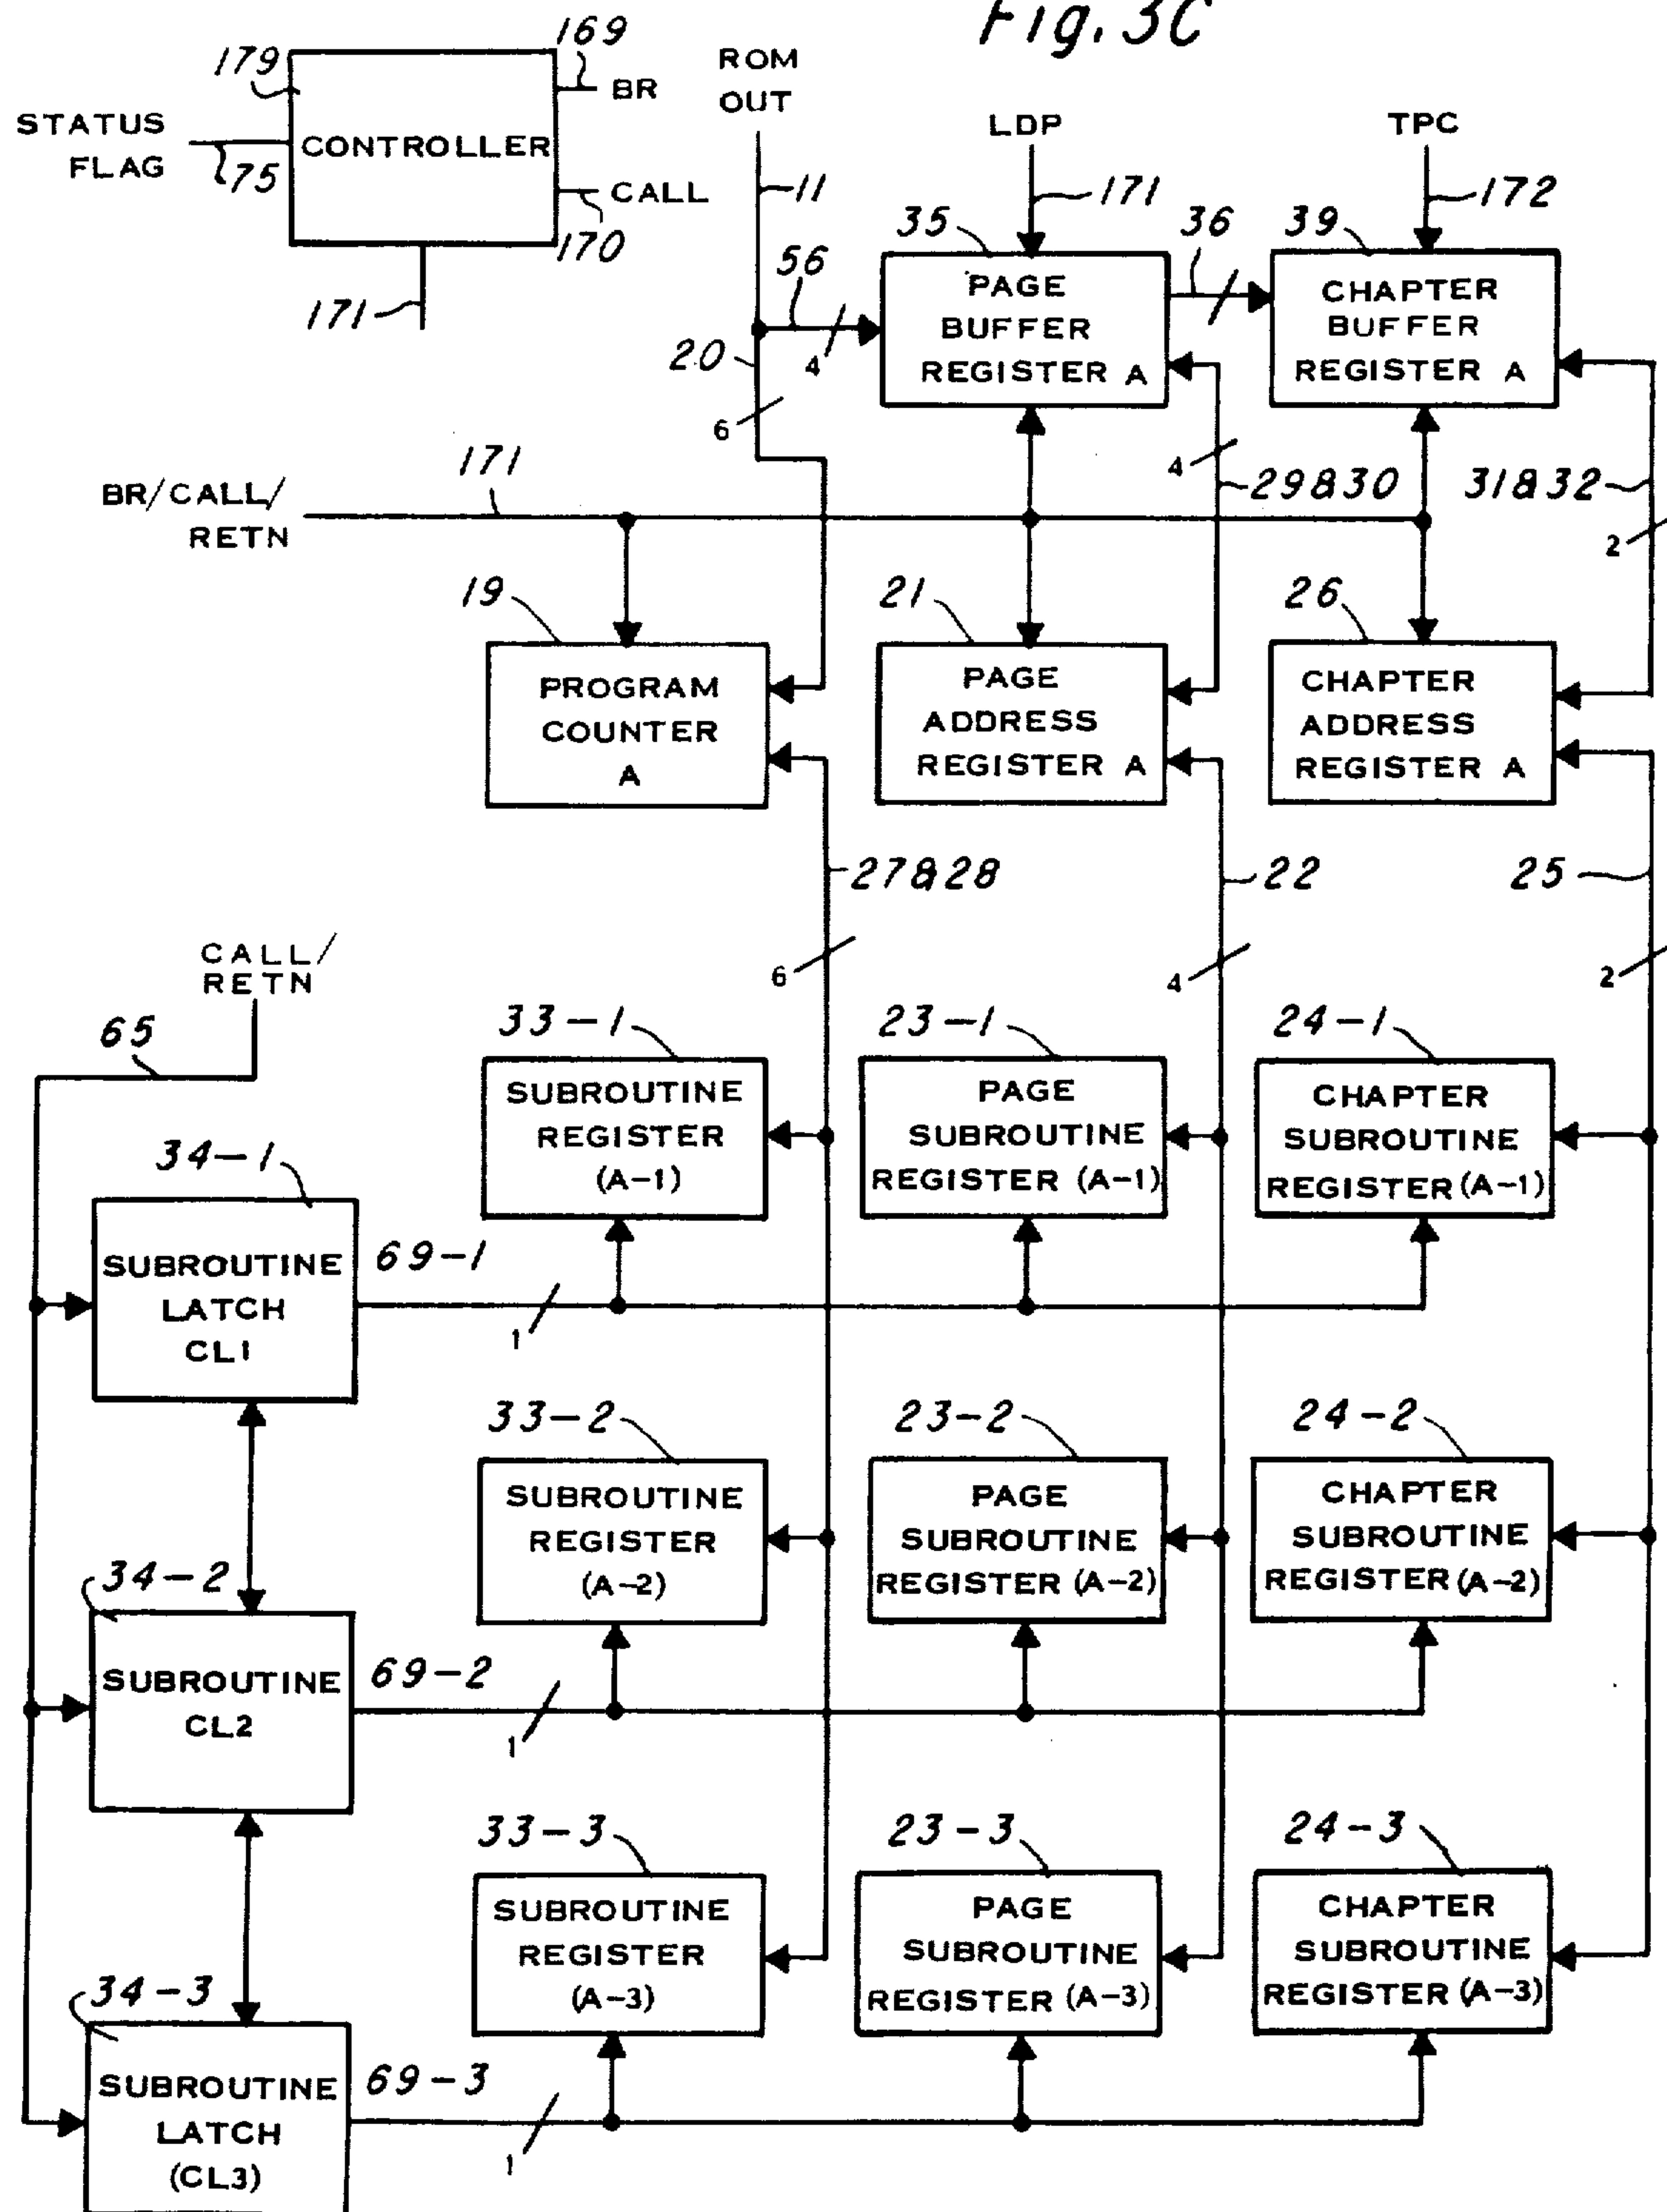 Fig. 3C
169
179
BR
ROM
OUT
STATUS
FLAG
CONTROLLER
LDP
TPC
75
CALL
170
11
171
172
35
36
39
56
171
PAGE
BUFFER
REGISTER A
CHAPTER
BUFFER
REGISTER A
20
4
6
4
171
BR/CALL/
RETN
29&30
31&32
2
19
21
26
PROGRAM
COUNTER
A
PAGE
ADDRESS
REGISTER A
CHAPTER
ADDRESS
REGISTER A
27&28
22
25
CALL/
RETN
6
4
2
65
33-1
23-1
24-1
SUBROUTINE
REGISTER
(A-1)
PAGE
SUBROUTINE
REGISTER (A-1)
CHAPTER
SUBROUTINE
REGISTER (A-1)
34-1
SUBROUTINE
LATCH
CL1
69-1
1
33-2
23-2
24-2
SUBROUTINE
REGISTER
(A-2)
PAGE
SUBROUTINE
REGISTER (A-2)
CHAPTER
SUBROUTINE
REGISTER (A-2)
34-2
SUBROUTINE
CL2
69-2
1
33-3
23-3
24-3
SUBROUTINE
REGISTER
(A-3)
PAGE
SUBROUTINE
REGISTER (A-3)
CHAPTER
SUBROUTINE
REGISTER (A-3)
34-3
SUBROUTINE
LATCH
(CL3)
69-3
1